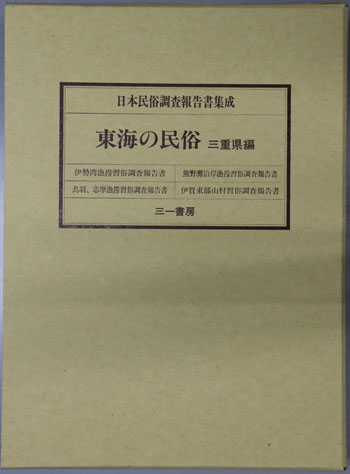 日本民俗調査報告書集成
東海の民俗 三重県編
伊勢湾漁撈習俗調査報告書 熊野灘沿岸漁撈習俗調査報告書
鳥羽、志摩漁撈習俗調査報告書 伊賀東部山村習俗調査報告書
三一書房